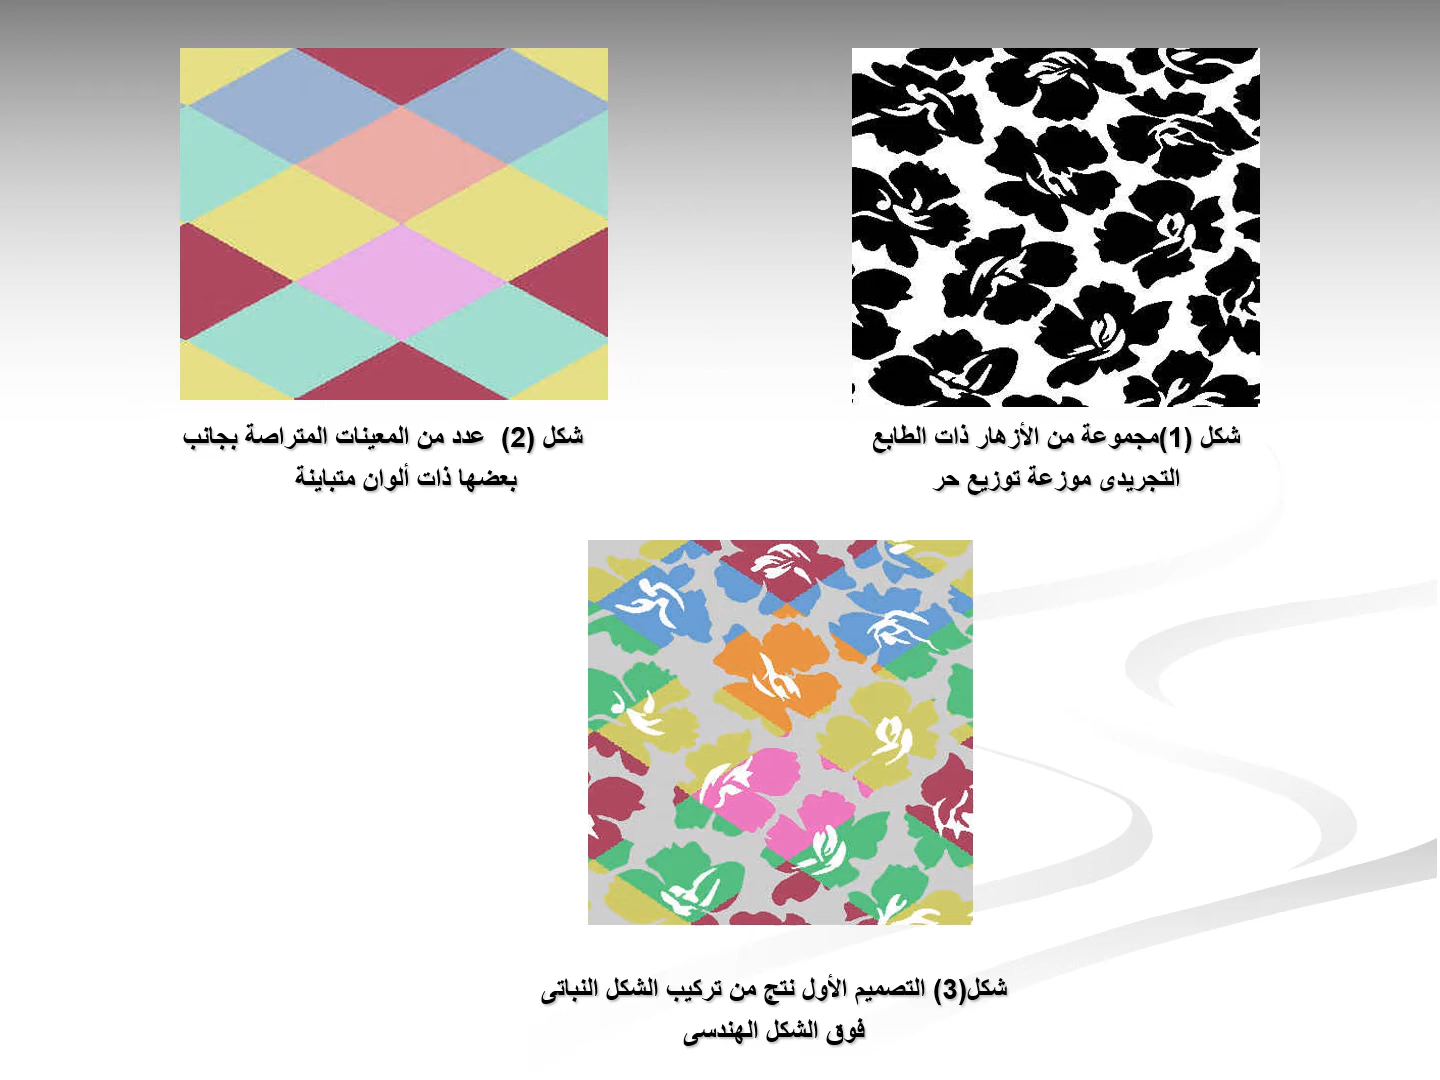 شكل (1)مجموعة من الأزهار ذات الطابع
التجريدى موزعة توزيع حر
شكل (2)  عدد من المعينات المتراصة بجانب
بعضها ذات ألوان متباينة
شكل(3) التصميم الأول نتج من تركيب الشكل النباتى
فوق الشكل الهندسى